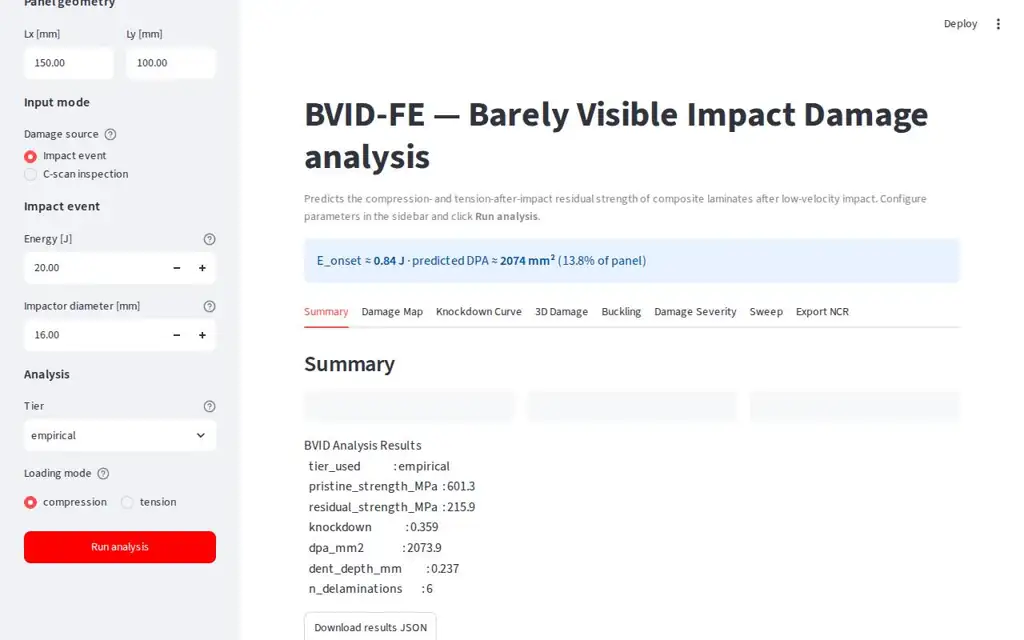 Panel geometry
Lx [mm] Ly [mm]
150.00 100.00
Input mode
Damage source
Impact event
C-scan inspection
Impact event
Energy [J]
20.00 − +
Impactor diameter [mm]
16.00 − +
Analysis
Tier
empirical
Loading mode
compression tension
Run analysis
Deploy
BVID-FE — Barely Visible Impact Damage
analysis
Predicts the compression- and tension-after-impact residual strength of composite laminates after low-velocity impact. Configure
parameters in the sidebar and click Run analysis.
E_onset ≈ 0.84 J · predicted DPA ≈ 2074 mm² (13.8% of panel)
Summary Damage Map Knockdown Curve 3D Damage Buckling Damage Severity Sweep Export NCR
Summary
BVID Analysis Results
tier_used : empirical
pristine_strength_MPa : 601.3
residual_strength_MPa : 215.9
knockdown : 0.359
dpa_mm2 : 2073.9
dent_depth_mm : 0.237
n_delaminations : 6
Download results JSON